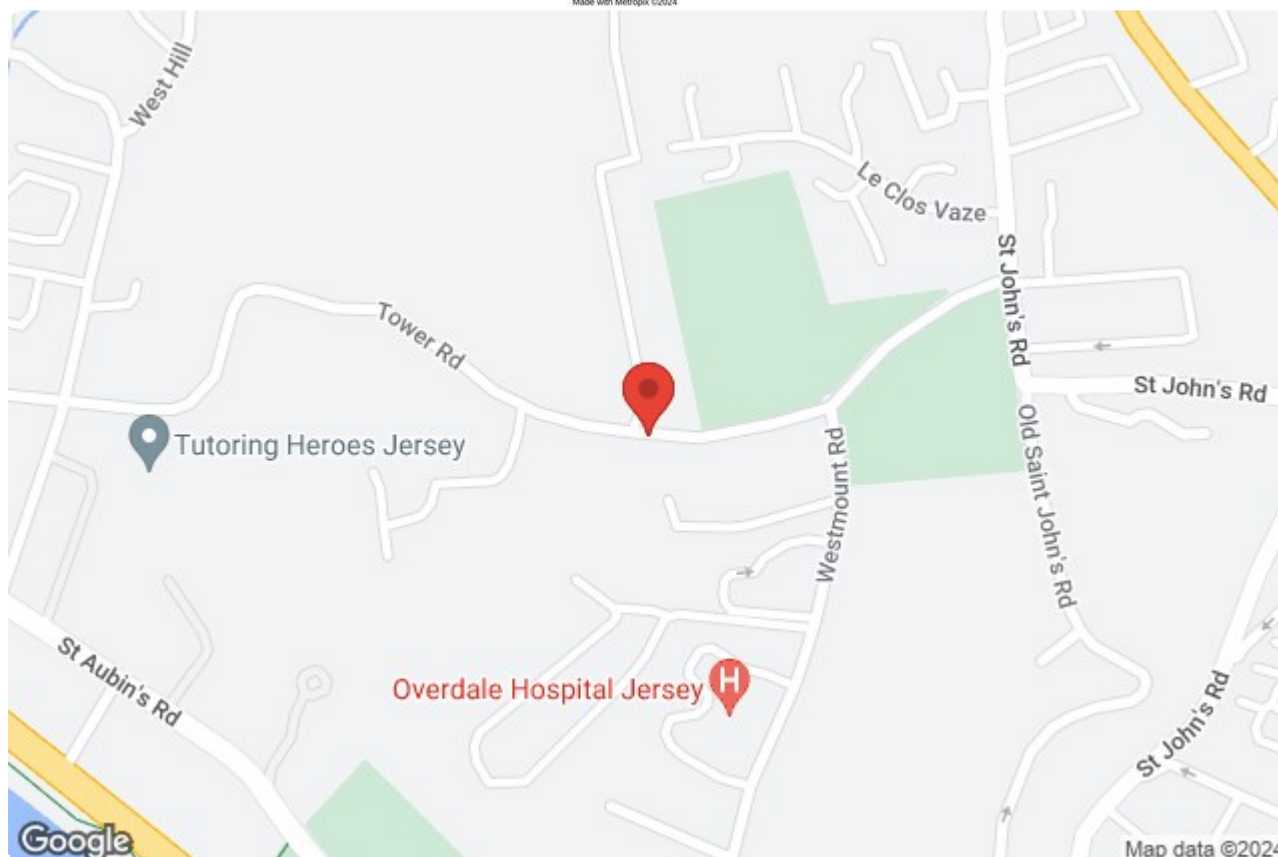 Made with Metropix ©2024
West Hill
Le Clos Vaze
St John's Rd
Tower Rd
St John's Rd
Old Saint John's Rd
Tutoring Heroes Jersey
Westmount Rd
St Aubin's Rd
Overdale Hospital Jersey
H
St John's Rd
Google
Map data ©2024